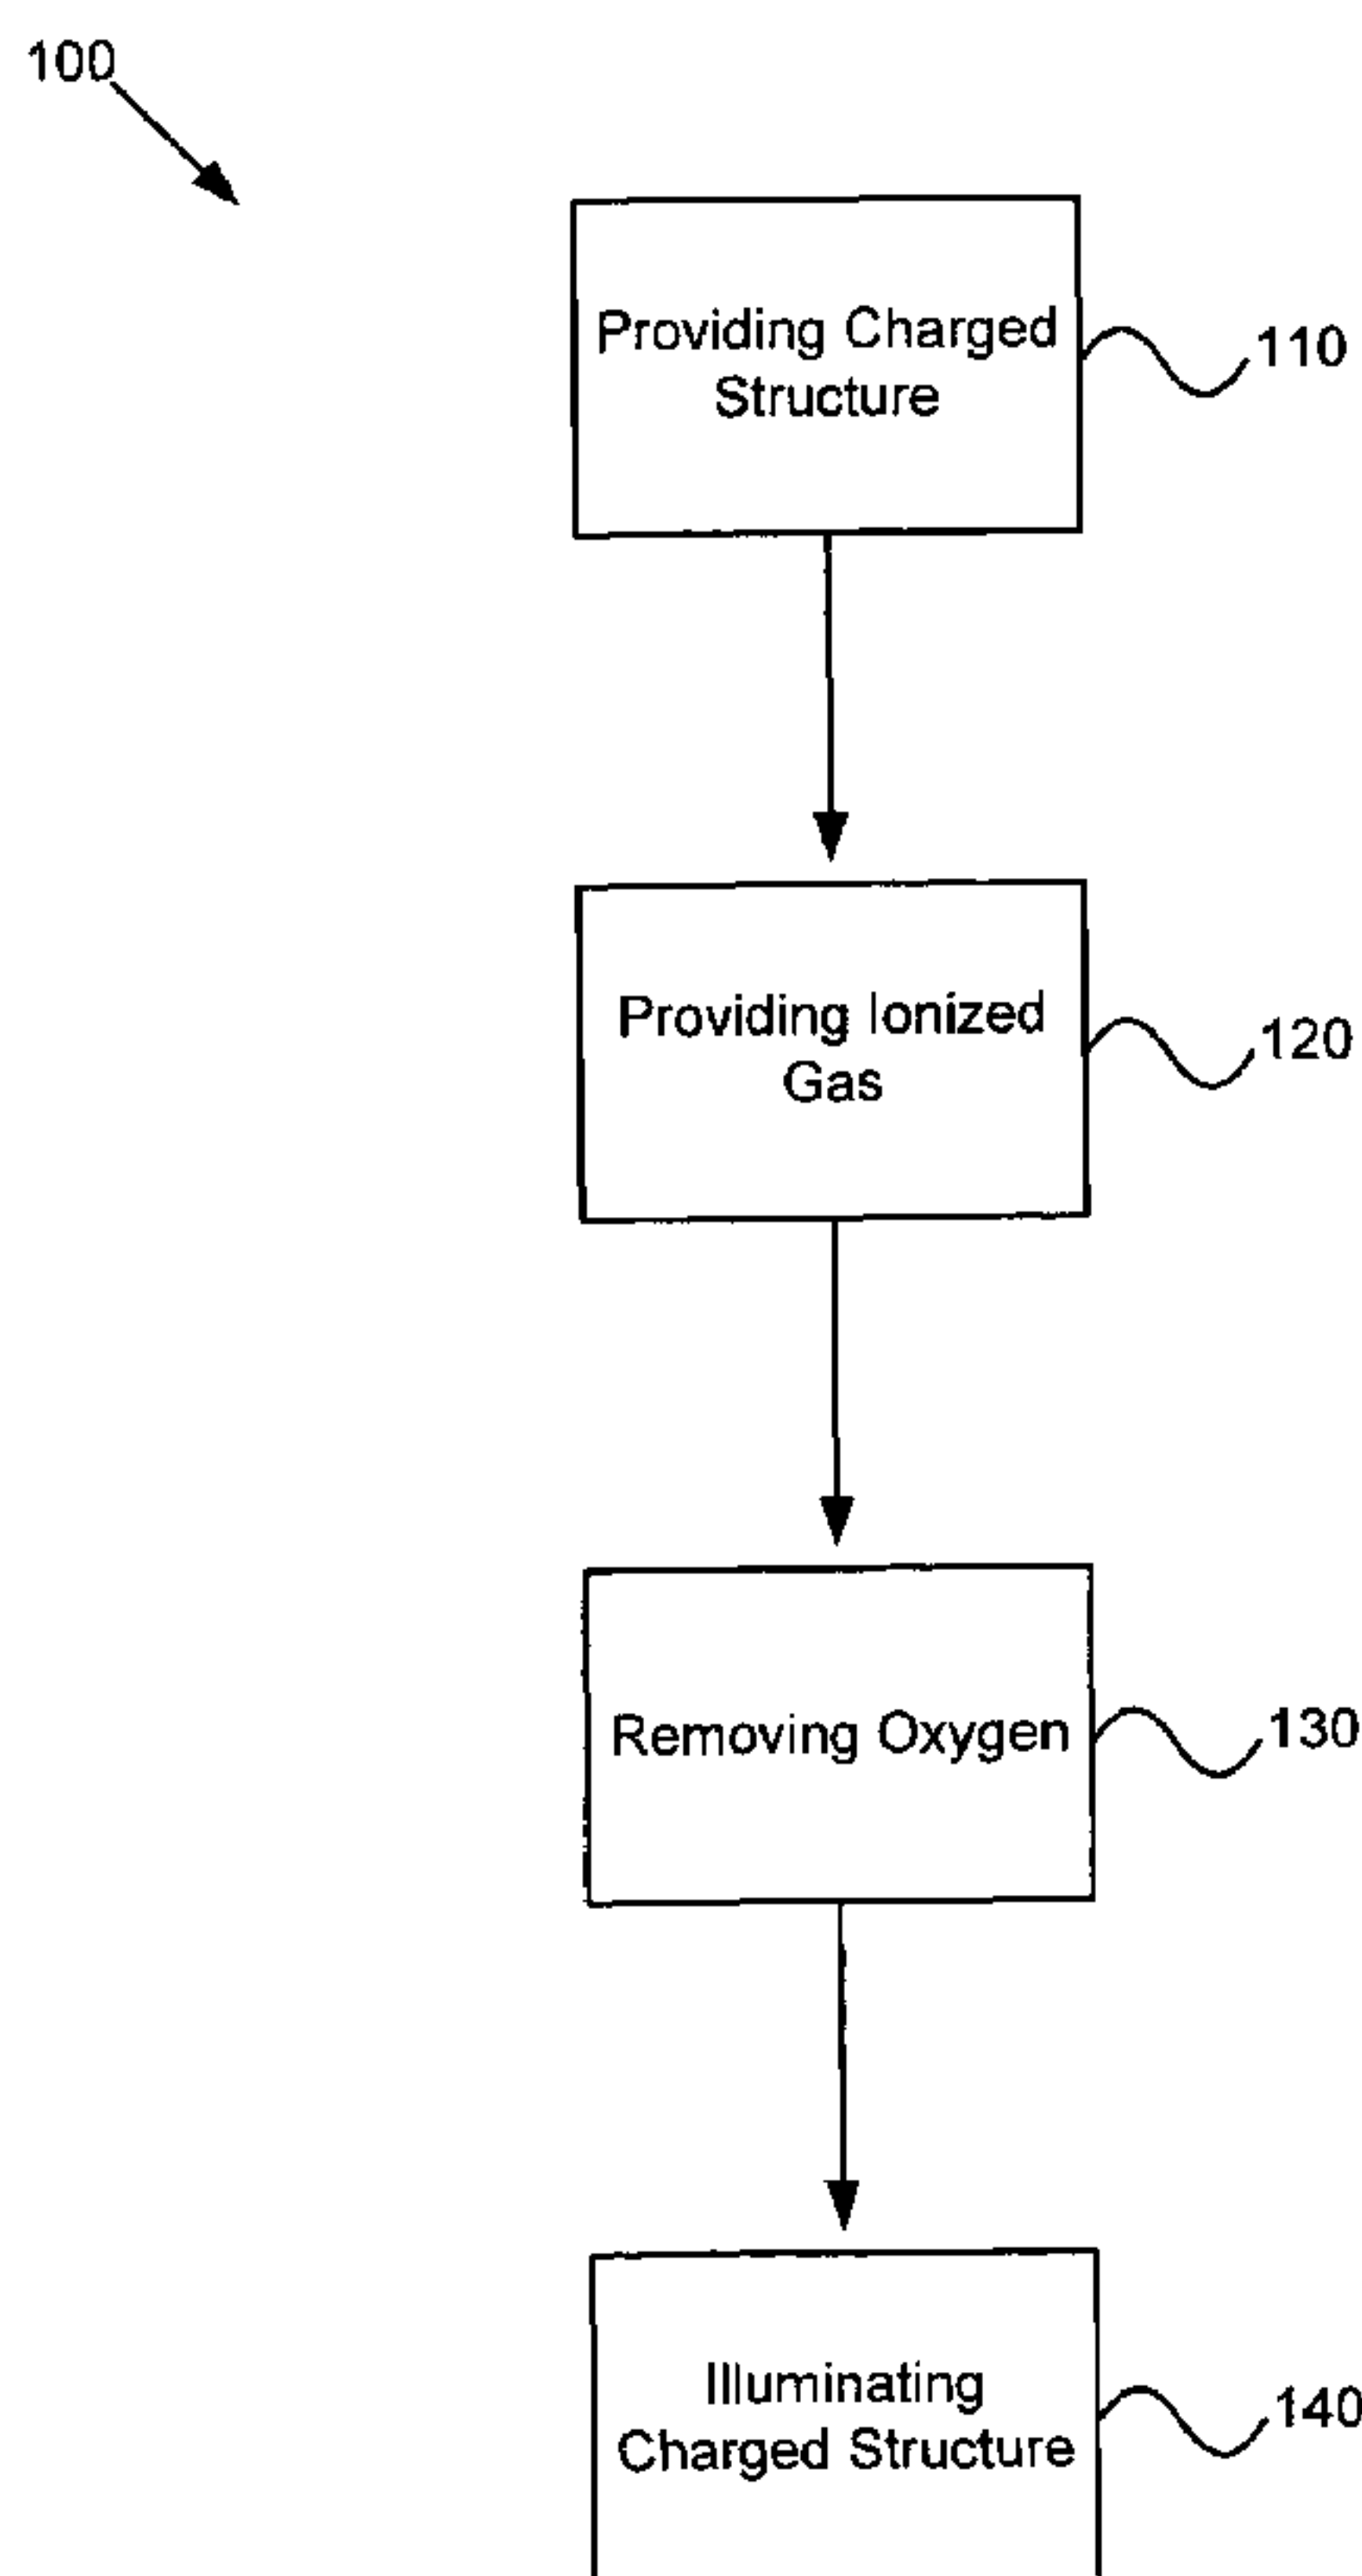 100
Providing Charged
Structure
110
Providing Ionized
Gas
120
Removing Oxygen
130
Illuminating
Charged Structure
140